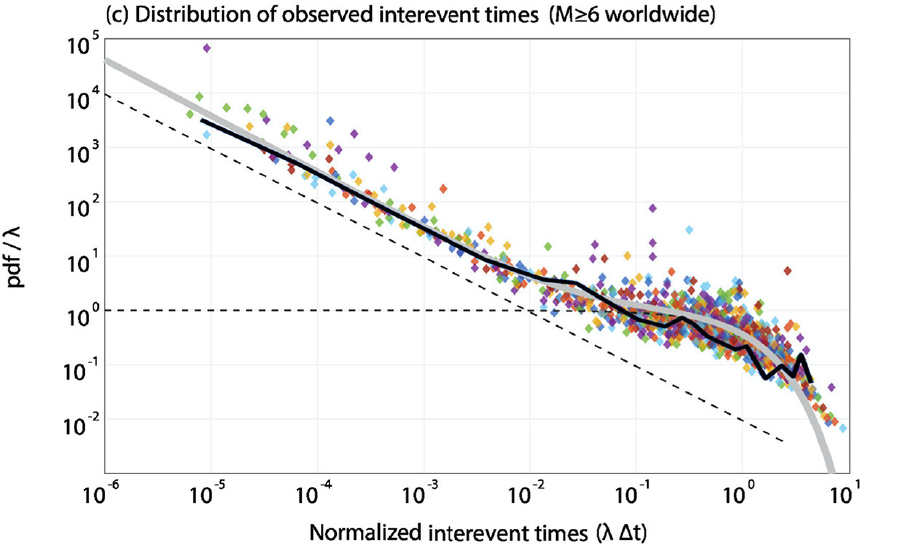 (c) Distribution of observed interevent times (M≥6 worldwide)
10^5
10^4
10^3
10^2
10^1
10^0
10^-1
10^-2
pdf / λ
10^-6 10^-5 10^-4 10^-3 10^-2 10^-1 10^0 10^1
Normalized interevent times (λ Δt)